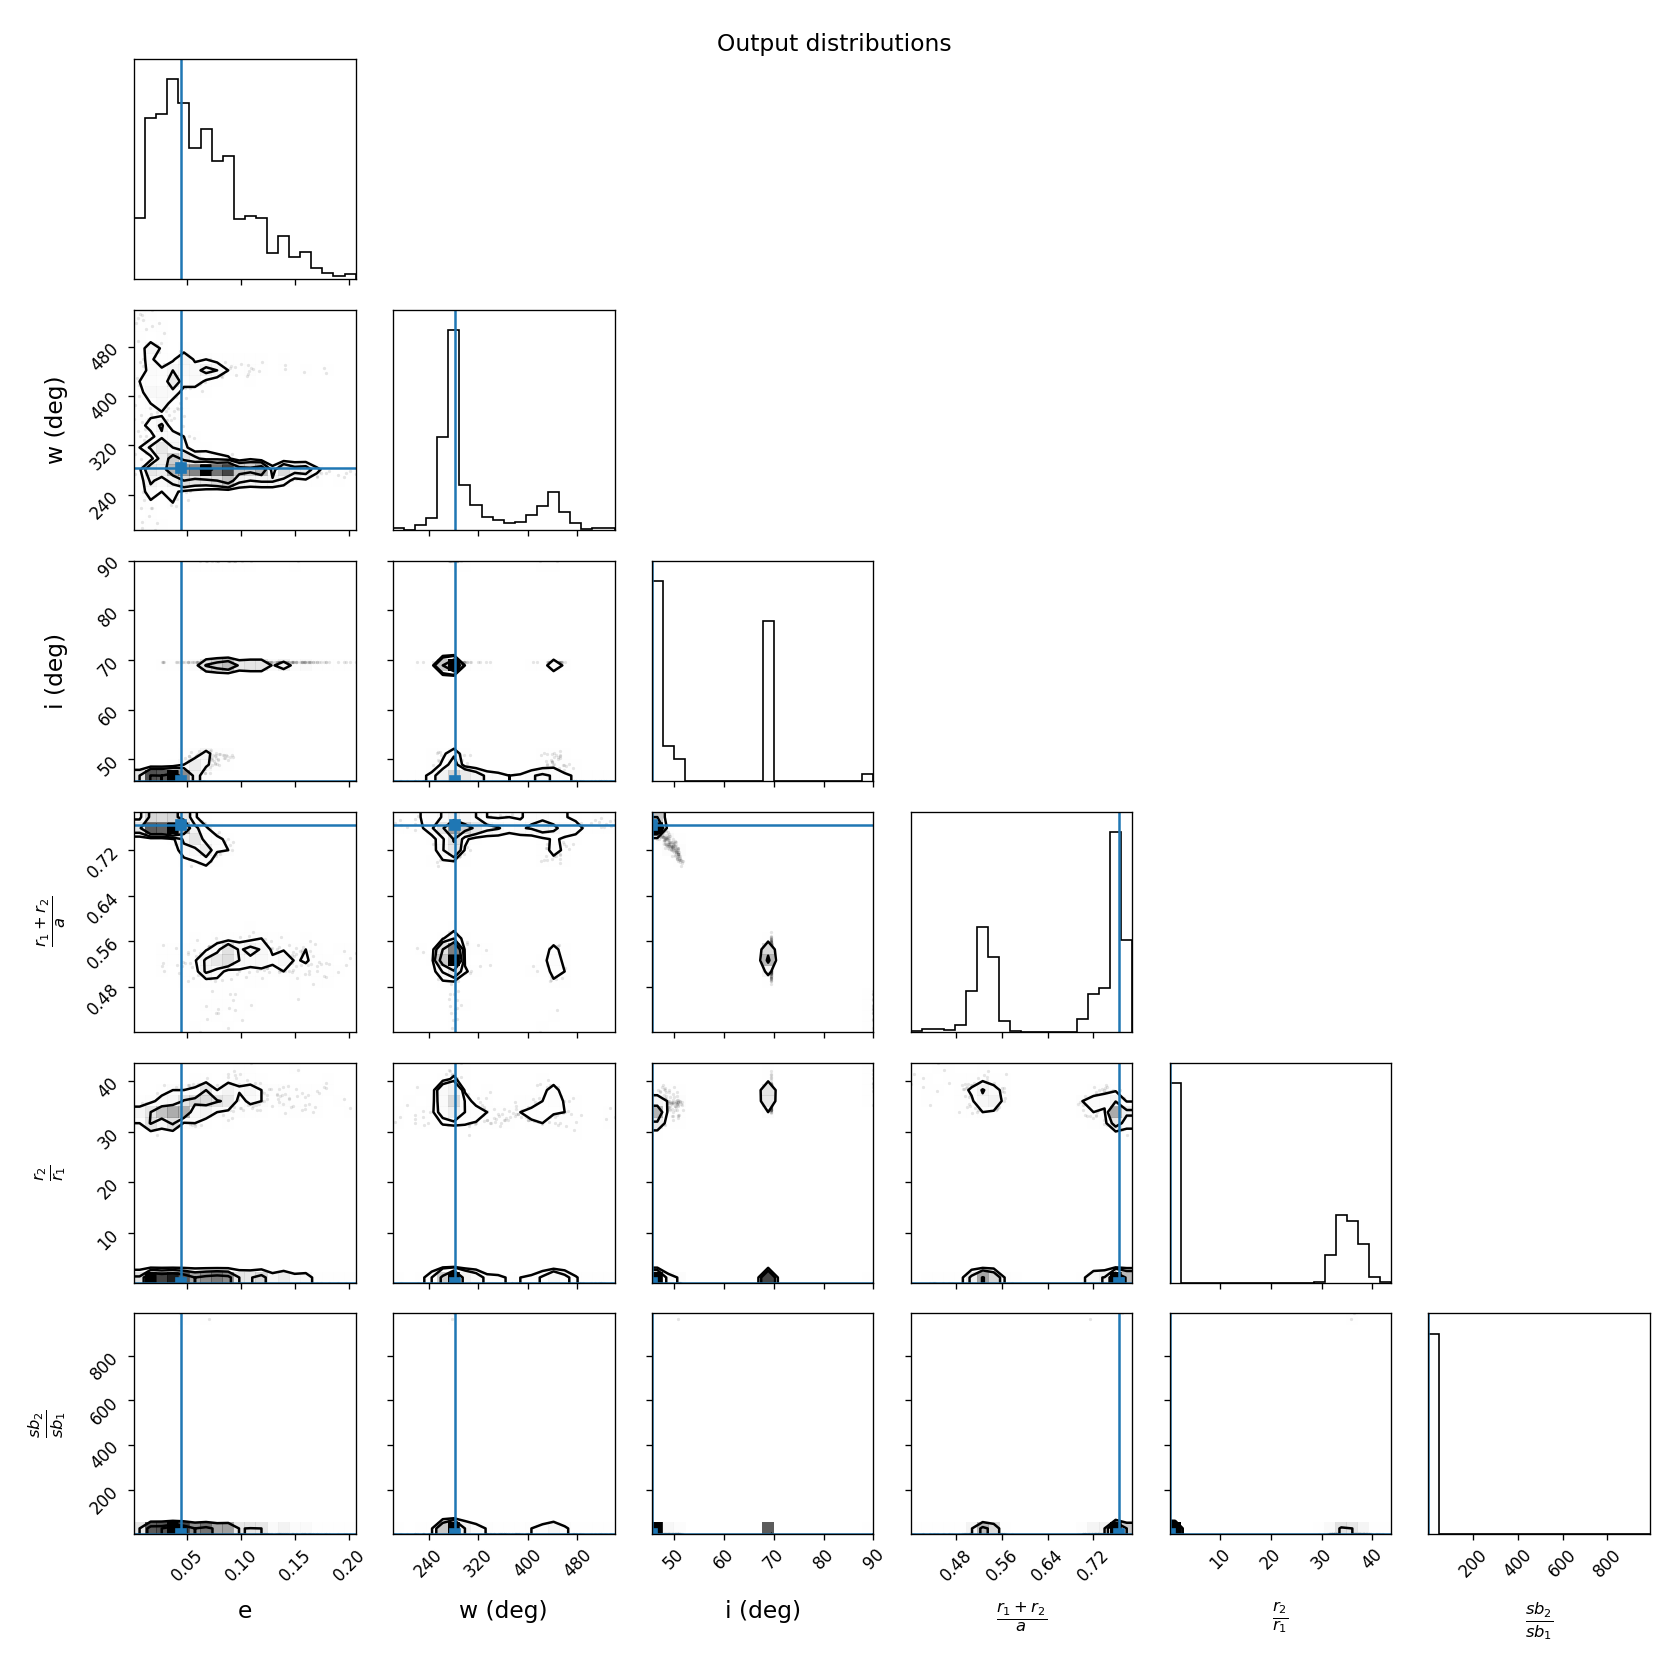 Output distributions
w (deg)
480
400
320
240
i (deg)
90
80
70
60
50
r₁ + r₂
a
0.72
0.64
0.56
0.48
r₂
r₁
40
30
20
10
sb₂
sb₁
800
600
400
200
0.05 0.10 0.15 0.20 240 320 400 480 50 60 70 80 90 0.48 0.56 0.64 0.72 10 20 30 40 200 400 600 800
e w (deg) i (deg) r₁ + r₂ r₂ sb₂
a r₁ sb₁